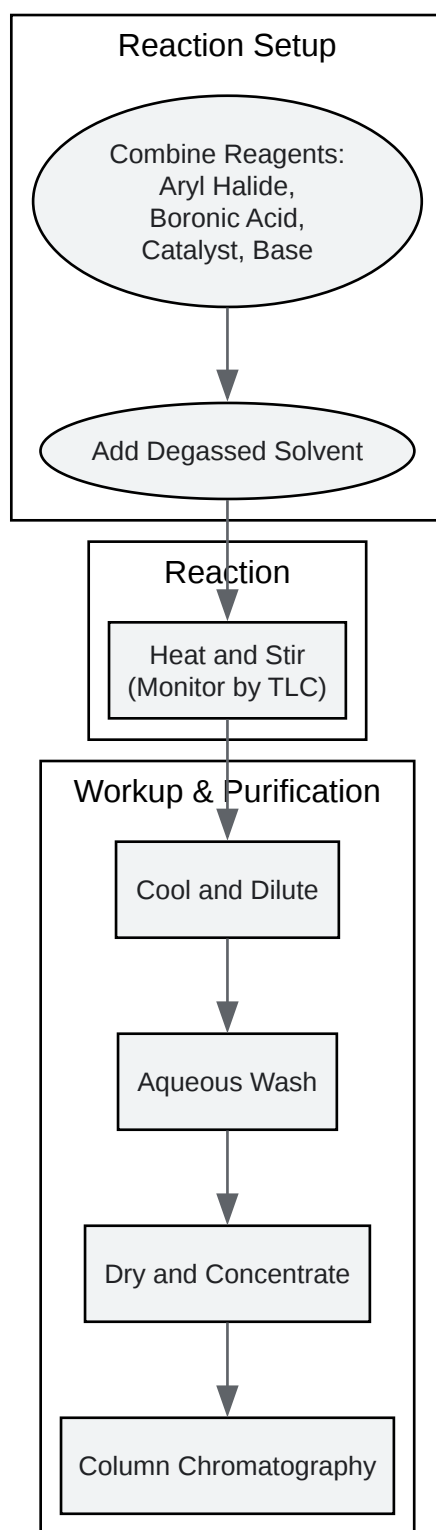 Reaction Setup
Combine Reagents:
Aryl Halide,
Boronic Acid,
Catalyst, Base
Add Degassed Solvent
Reaction
Heat and Stir
(Monitor by TLC)
Workup & Purification
Cool and Dilute
Aqueous Wash
Dry and Concentrate
Column Chromatography